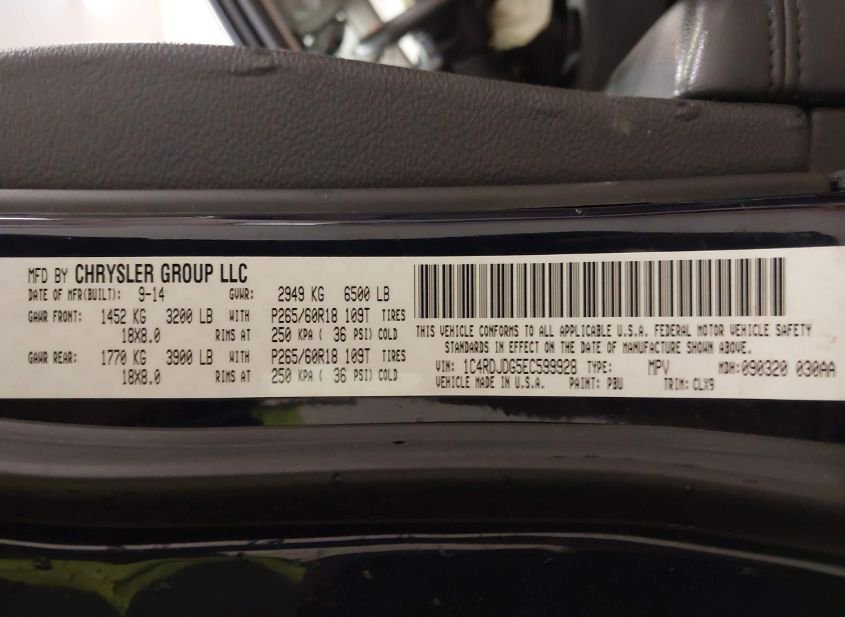 MFD BY CHRYSLER GROUP LLC
DATE OF MFR(BUILT): 9-14 GVWR: 2949 KG 6500 LB
GAWR FRONT: 1452 KG 3200 LB WITH P265/60R18 109T TIRES
18X8.0 RIMS AT 250 KPA ( 36 PSI) COLD
GAWR REAR: 1770 KG 3900 LB WITH P265/60R18 109T TIRES
18X8.0 RIMS AT 250 KPA ( 36 PSI) COLD
THIS VEHICLE CONFORMS TO ALL APPLICABLE U.S.A. FEDERAL MOTOR VEHICLE SAFETY
STANDARDS IN EFFECT ON THE DATE OF MANUFACTURE SHOWN ABOVE.
VIN: 1C4RDJDG5EC599928 TYPE: MPV MDH: 090320 030AA
VEHICLE MADE IN U.S.A. PAINT: PBU TRIM: CLX9